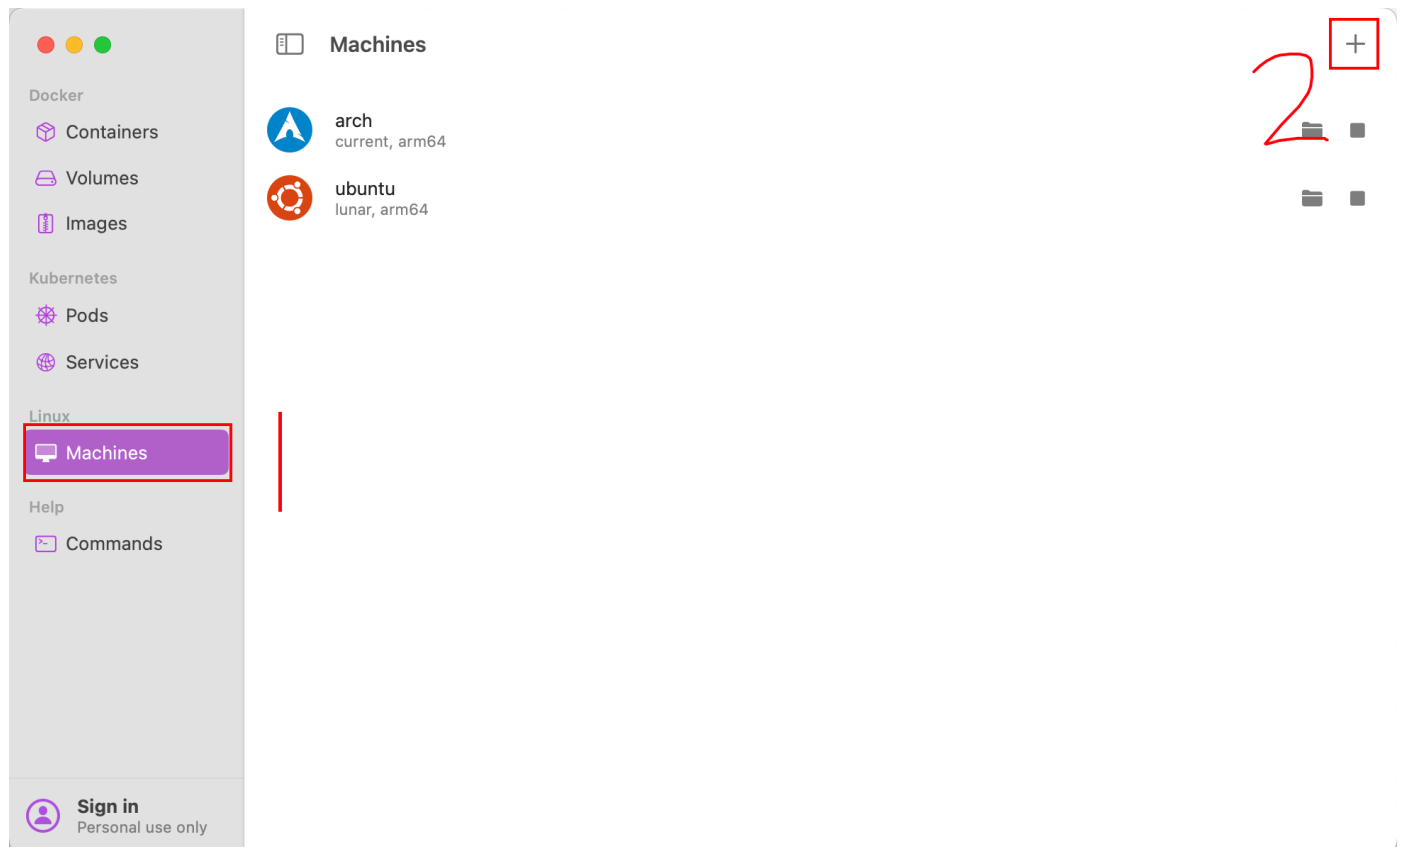 Machines
2
Docker
Containers
Volumes
Images
Kubernetes
Pods
Services
Linux
Machines
1
Help
Commands
Sign in
Personal use only
arch
current, arm64
ubuntu
lunar, arm64